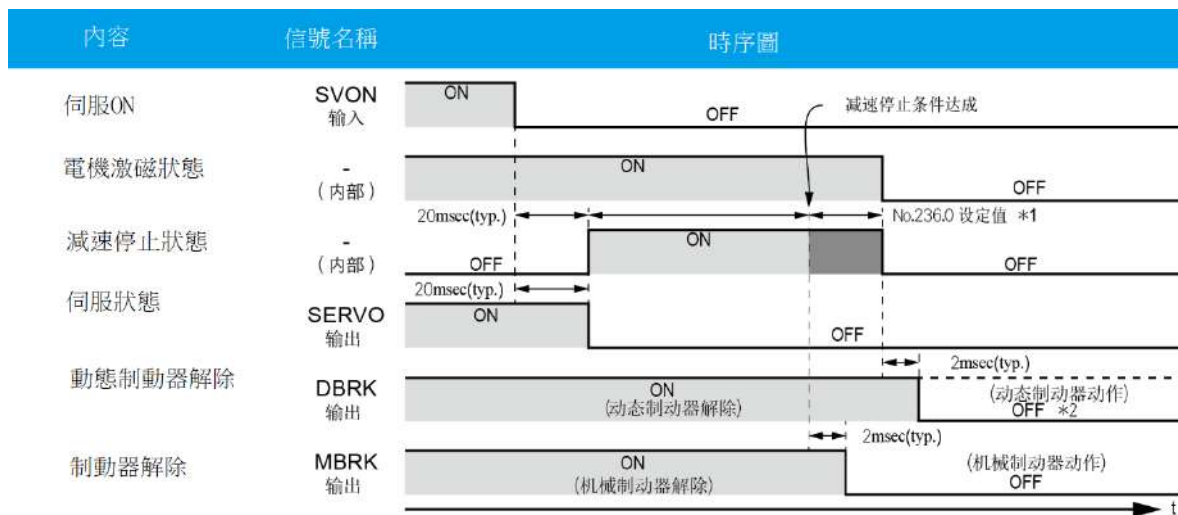 內容 信號名稱 時序圖
伺服ON SVON 输入 ON OFF 减速停止条件达成
電機激磁狀態 - (内部) ON OFF
20msec(typ.) No.236.0 设定值 *1
減速停止狀態 - (内部) OFF ON OFF
20msec(typ.)
伺服狀態 SERVO 输出 ON OFF
2msec(typ.)
動態制動器解除 DBRK 输出 ON (动态制动器解除) (动态制动器动作) OFF *2
2msec(typ.)
制動器解除 MBRK 输出 ON (机械制动器解除) (机械制动器动作) OFF
t